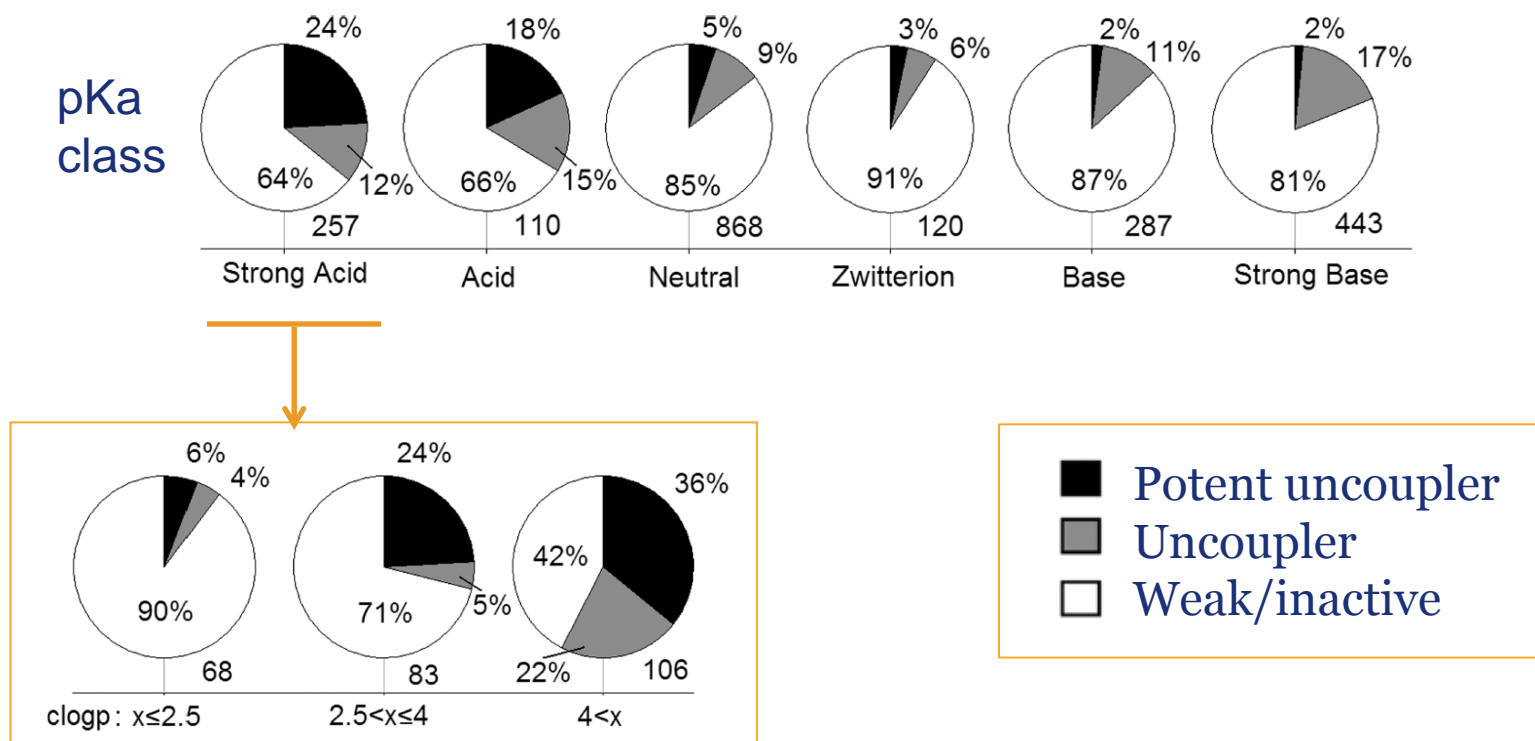 pKa
class
24%
12%
64%
257
18%
15%
66%
110
5%
9%
85%
868
3%
6%
91%
120
2%
11%
87%
287
2%
17%
81%
443
Strong Acid
Acid
Neutral
Zwitterion
Base
Strong Base
6%
4%
90%
68
24%
5%
71%
83
36%
42%
22%
106
clogp: x≤2.5
2.5<x≤4
4<x
Potent uncoupler
Uncoupler
Weak/inactive